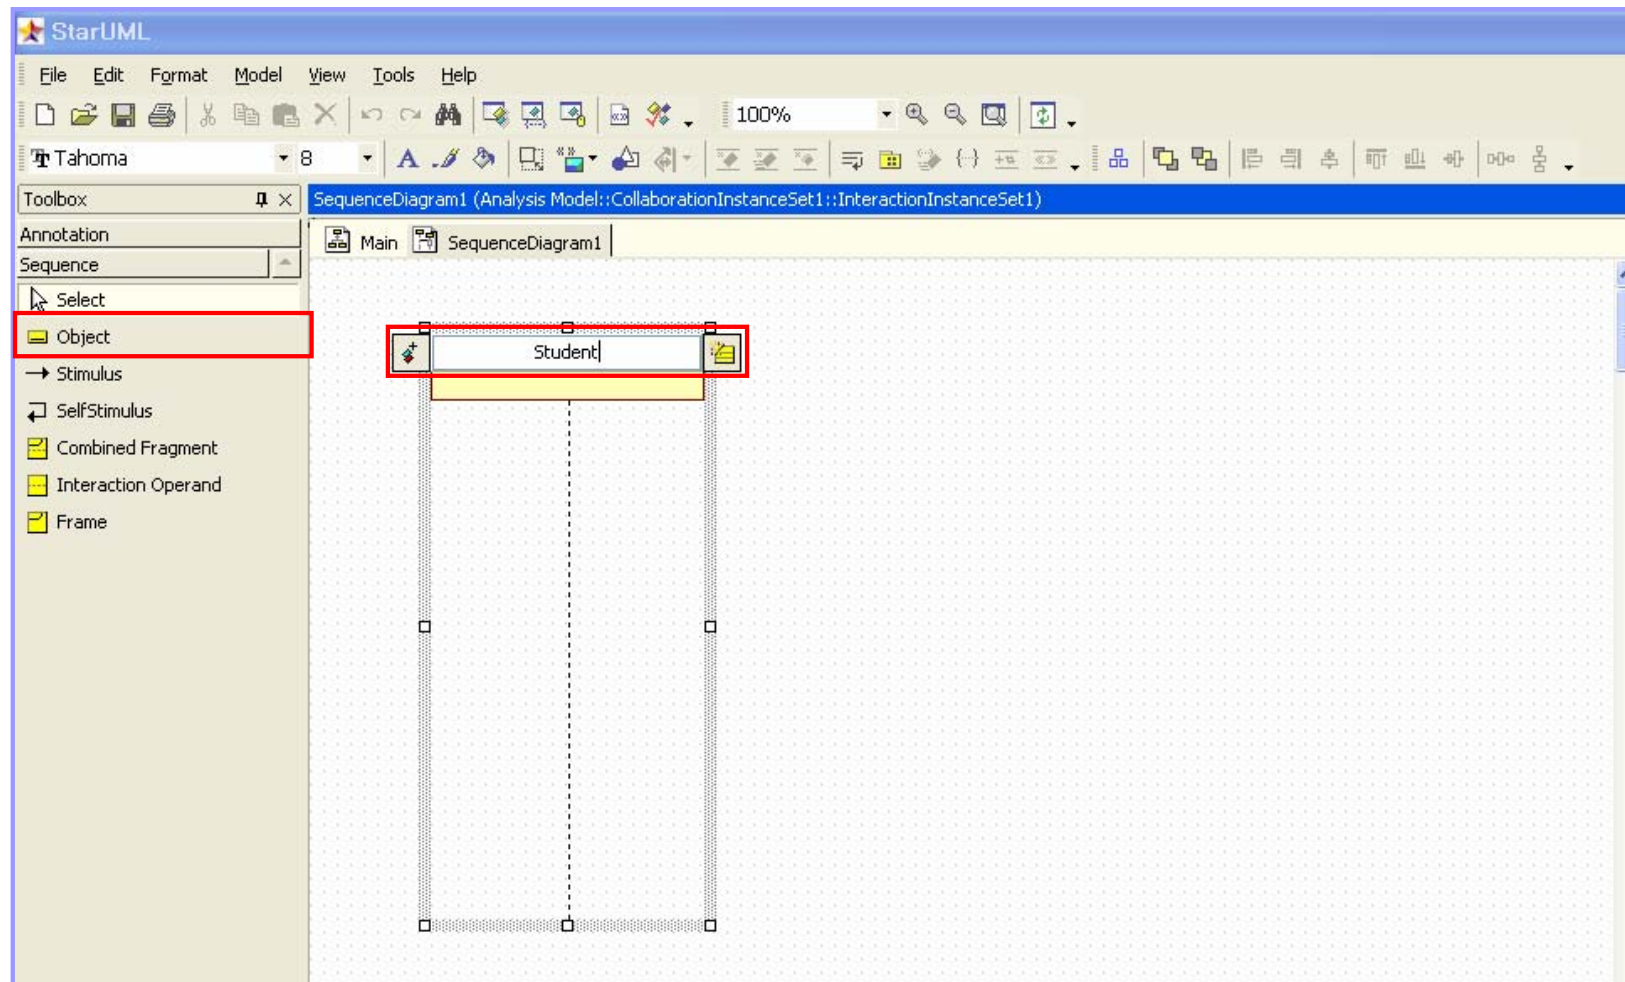 StarUML
File Edit Format Model View Tools Help
100%
Tahoma 8
Toolbox
SequenceDiagram1 (Analysis Model::CollaborationInstanceSet1::InteractionInstanceSet1)
Annotation
Main SequenceDiagram1
Sequence
Select
Object
Student
Stimulus
SelfStimulus
Combined Fragment
Interaction Operand
Frame